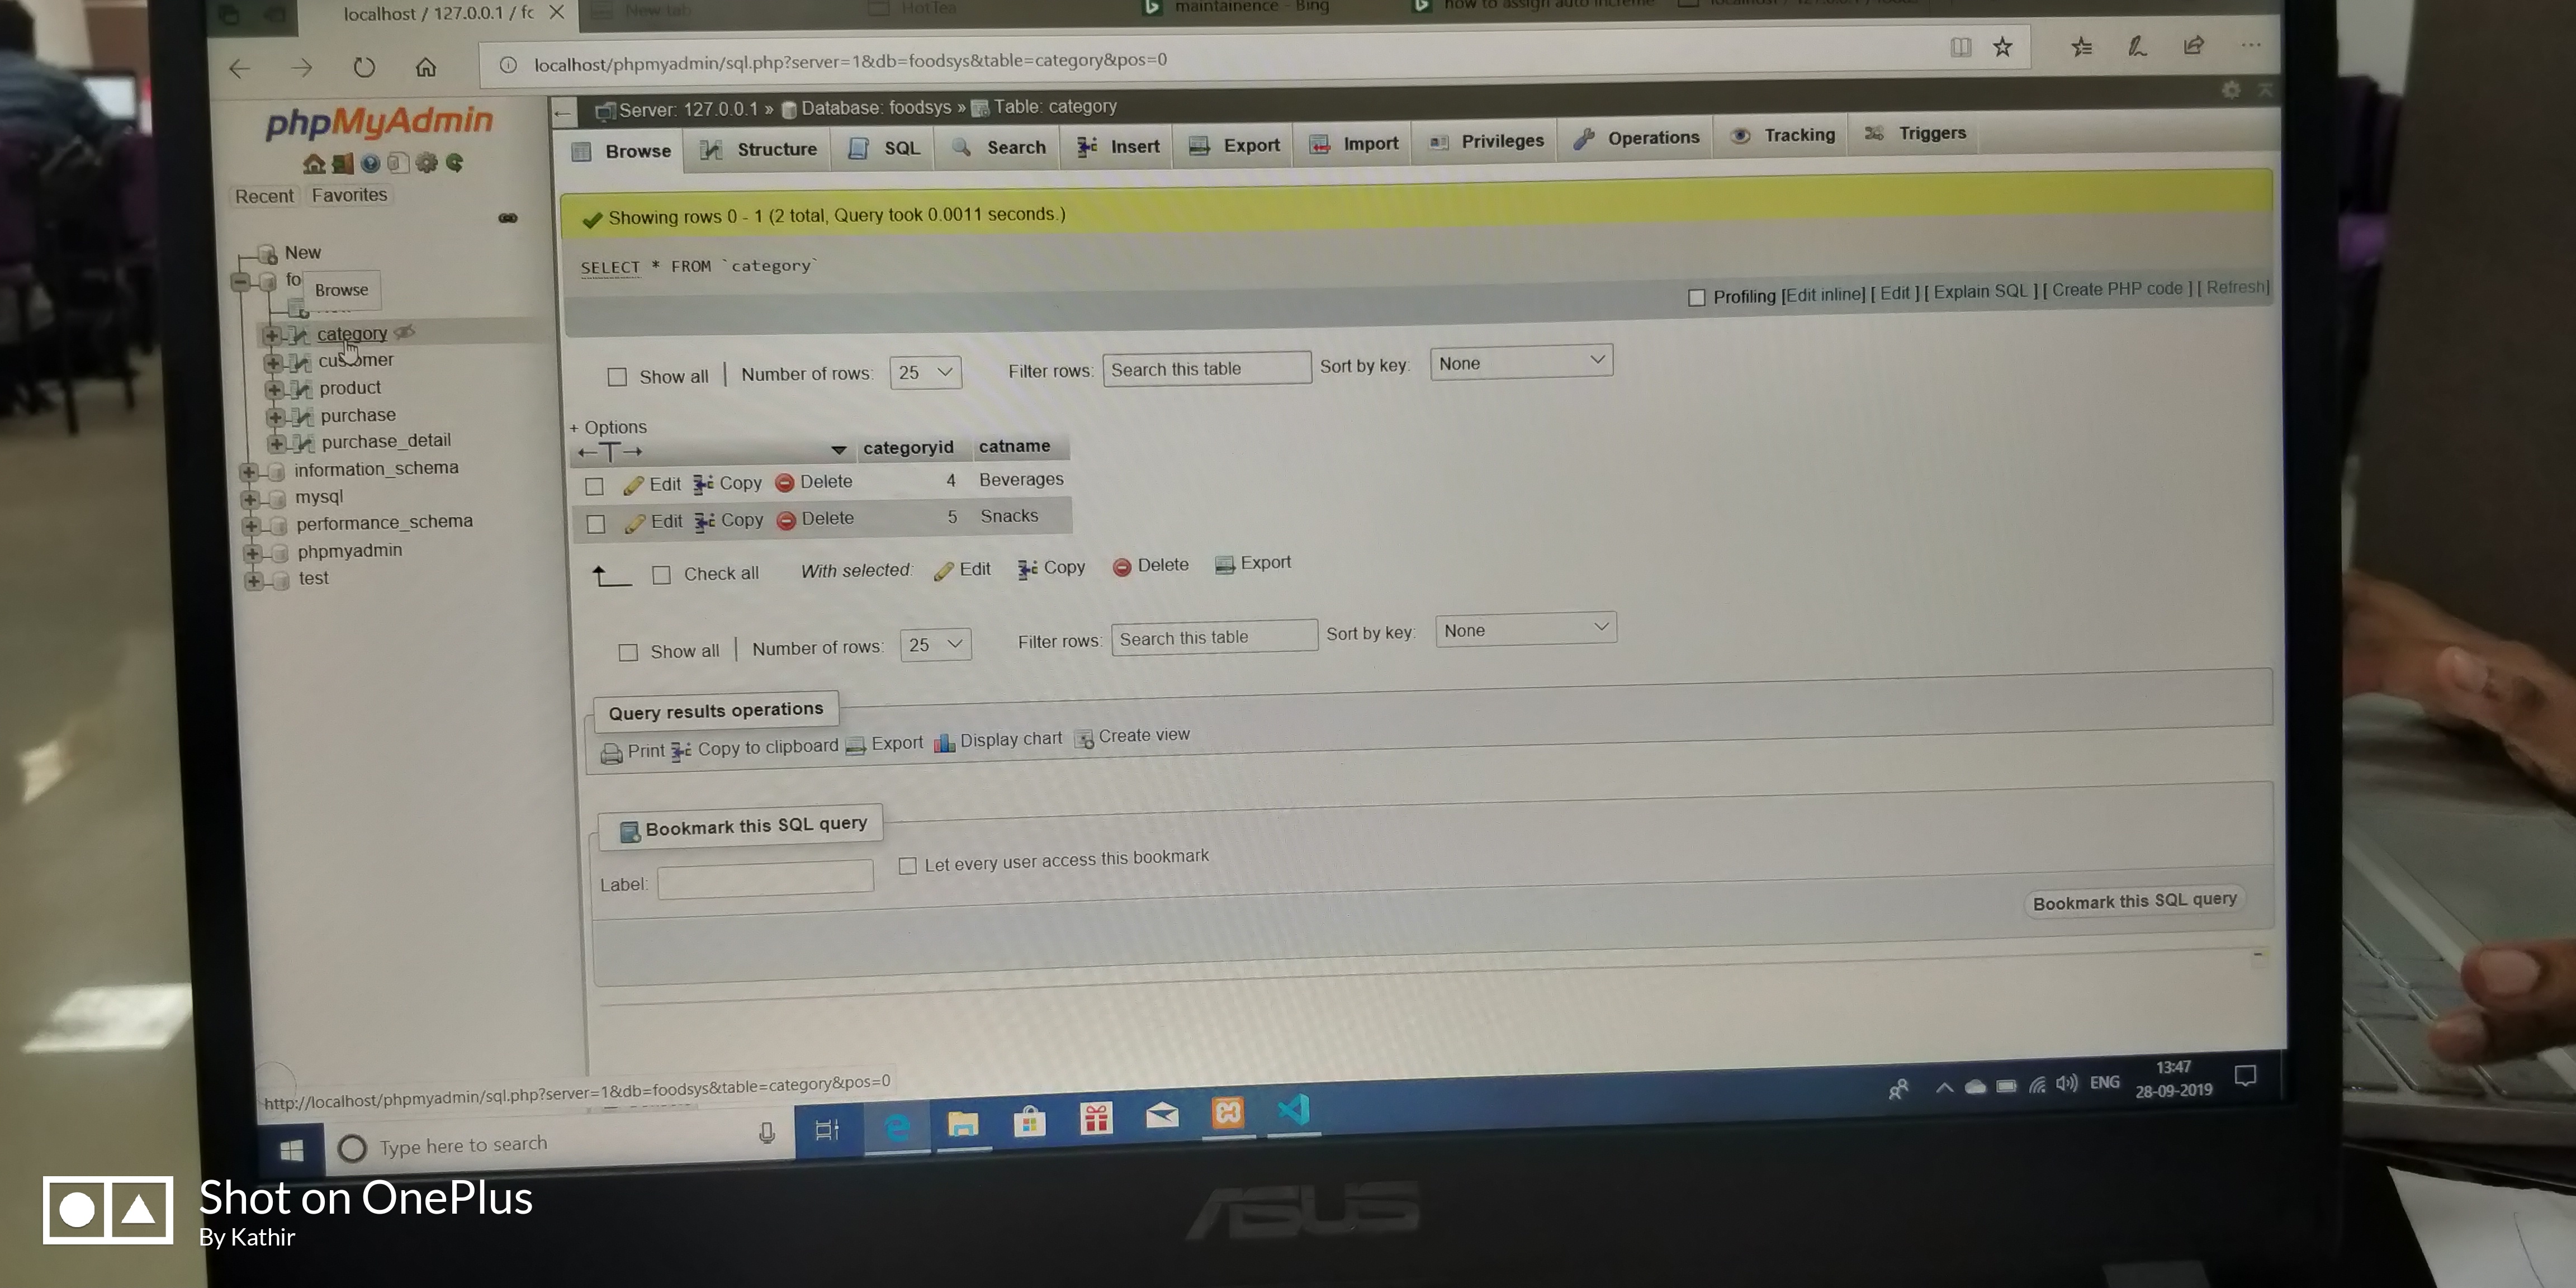 localhost / 127.0.0.1 / fc
New tab
HotTea
maintainence - Bing
how to assign auto increme
localhost/phpmyadmin/sql.php?server=1&db=foodsys&table=category&pos=0
phpMyAdmin
Recent Favorites
New
fo
Browse
category
customer
product
purchase
purchase_detail
information_schema
mysql
performance_schema
phpmyadmin
test
Server: 127.0.0.1 » Database: foodsys » Table: category
Browse Structure SQL Search Insert Export Import Privileges Operations Tracking Triggers
Showing rows 0 - 1 (2 total, Query took 0.0011 seconds.)
SELECT * FROM `category`
Profiling [Edit inline] [ Edit ] [ Explain SQL ] [ Create PHP code ] [ Refresh]
Show all | Number of rows: 25 Filter rows: Search this table Sort by key: None
+ Options
←T→ categoryid catname
Edit Copy Delete 4 Beverages
Edit Copy Delete 5 Snacks
Check all With selected: Edit Copy Delete Export
Show all | Number of rows: 25 Filter rows: Search this table Sort by key: None
Query results operations
Print Copy to clipboard Export Display chart Create view
Bookmark this SQL query
Label: Let every user access this bookmark
Bookmark this SQL query
http://localhost/phpmyadmin/sql.php?server=1&db=foodsys&table=category&pos=0
Type here to search
ENG
13:47
28-09-2019
ASUS
Shot on OnePlus
By Kathir